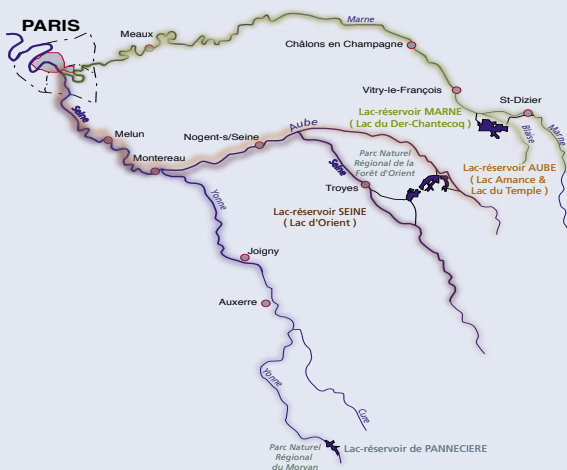 PARIS
Meaux
Marne
Châlons en Champagne
Vitry-le-François
St-Dizier
Lac-réservoir MARNE
( Lac du Der-Chantecoq )
Blaise
Marne
Seine
Melun
Nogent-s/Seine
Aube
Montereau
Parc Naturel
Régional de la
Forêt d'Orient
Seine
Troyes
Lac-réservoir AUBE
( Lac Amance &
Lac du Temple )
Lac-réservoir SEINE
( Lac d'Orient )
Yonne
Joigny
Auxerre
Yonne
Cure
Parc Naturel
Régional
du Morvan
Lac-réservoir de PANNECIERE